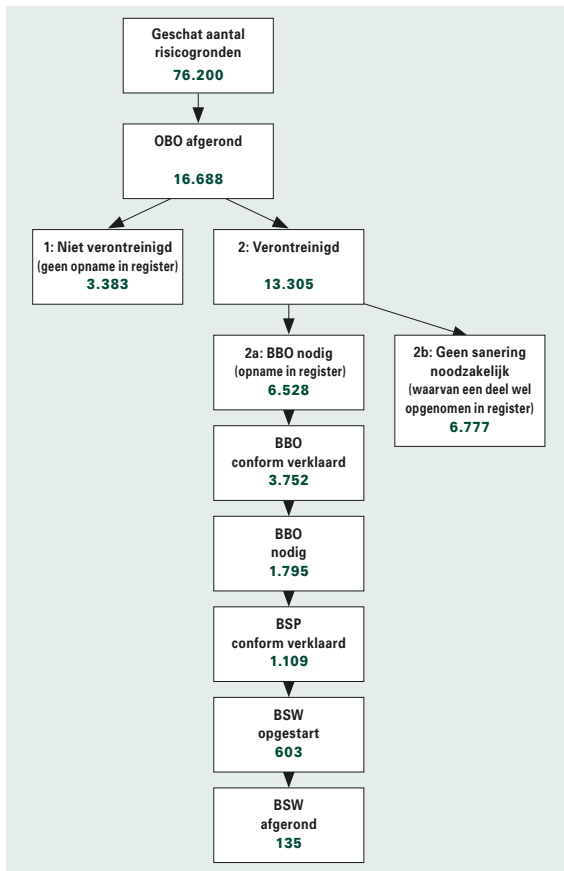 Geschat aantal
risicogronden
76.200
OBO afgerond
16.688
1: Niet verontreinigd
(geen opname in register)
3.383
2: Verontreinigd
13.305
2a: BBO nodig
(opname in register)
6.528
2b: Geen sanering
noodzakelijk
(waarvan een deel wel
opgenomen in register)
6.777
BBO
conform verklaard
3.752
BBO
nodig
1.795
BSP
conform verklaard
1.109
BSW
opgestart
603
BSW
afgerond
135